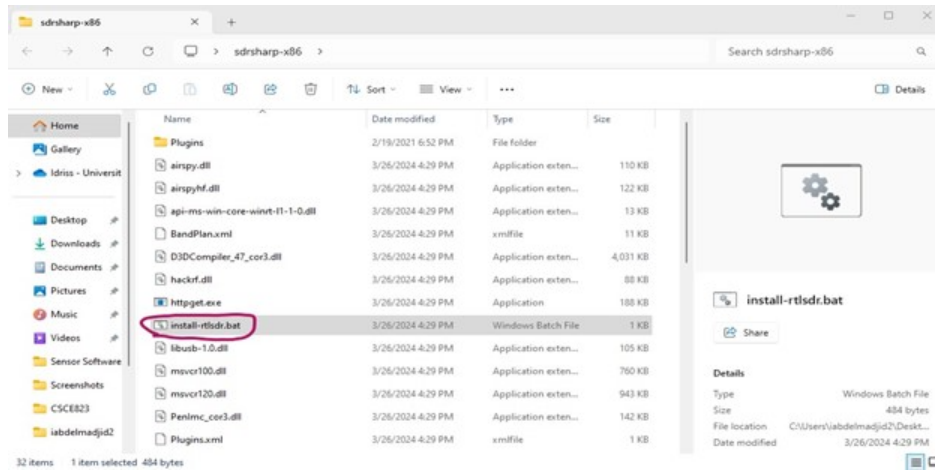 sdrsharp-x86
sdrsharp-x86
Search sdrsharp-x86
New
Sort
View
Details
Name Date modified Type Size
Home
Gallery
Idriss - Universit
Desktop
Downloads
Documents
Pictures
Music
Videos
Sensor Software
Screenshots
CSCE823
iabdelmadjid2
Plugins 2/19/2021 6:52 PM File folder
airspy.dll 3/26/2024 4:29 PM Application exten... 110 KB
airspyhf.dll 3/26/2024 4:29 PM Application exten... 122 KB
api-ms-win-core-winrt-l1-1-0.dll 3/26/2024 4:29 PM Application exten... 13 KB
BandPlan.xml 3/26/2024 4:29 PM xmlfile 11 KB
D3DCompiler_47_cor3.dll 3/26/2024 4:29 PM Application exten... 4,031 KB
hackrf.dll 3/26/2024 4:29 PM Application exten... 88 KB
httpget.exe 3/26/2024 4:29 PM Application 188 KB
install-rtlsdr.bat 3/26/2024 4:29 PM Windows Batch File 1 KB
libusb-1.0.dll 3/26/2024 4:29 PM Application exten... 105 KB
msvcr100.dll 3/26/2024 4:29 PM Application exten... 760 KB
msvcr120.dll 3/26/2024 4:29 PM Application exten... 943 KB
PenImc_cor3.dll 3/26/2024 4:29 PM Application exten... 142 KB
Plugins.xml 3/26/2024 4:29 PM xmlfile 1 KB
install-rtlsdr.bat
Share
Details
Type Windows Batch File
Size 484 bytes
File location C:\Users\iabdelmadjid2\Deskt...
Date modified 3/26/2024 4:29 PM
32 items 1 item selected 484 bytes